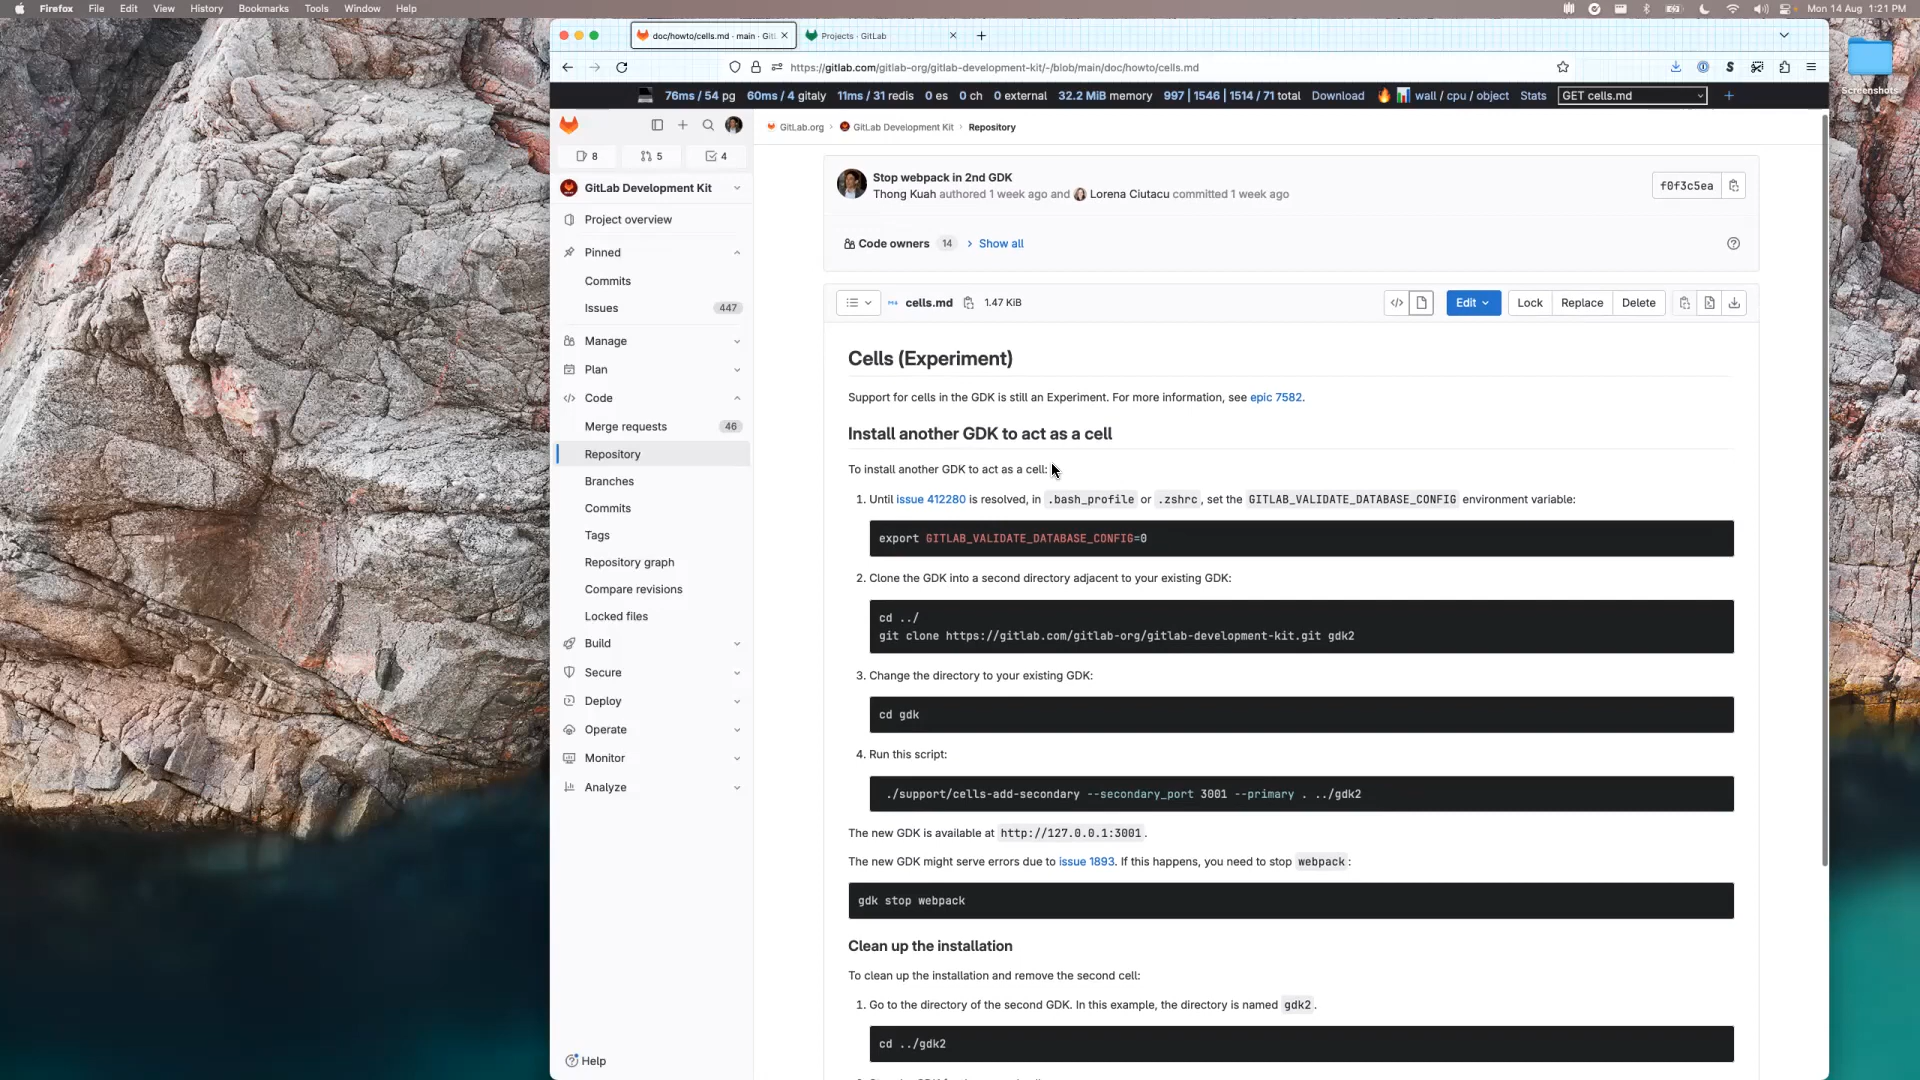 Firefox File Edit View History Bookmarks Tools Window Help
Mon 14 Aug 1:21 PM
doc/howto/cells.md · main · Git
Projects · GitLab
https://gitlab.com/gitlab-org/gitlab-development-kit/-/blob/main/doc/howto/cells.md
Screenshots
76ms / 54 pg 60ms / 4 gitaly 11ms / 31 redis 0 es 0 ch 0 external 32.2 MiB memory 997 | 1546 | 1514 / 71 total Download wall / cpu / object Stats GET cells.md +
GitLab.org › GitLab Development Kit › Repository
8 5 4
GitLab Development Kit
Project overview
Pinned
Commits
Issues 447
Manage
Plan
Code
Merge requests 46
Repository
Branches
Commits
Tags
Repository graph
Compare revisions
Locked files
Build
Secure
Deploy
Operate
Monitor
Analyze
Help
Stop webpack in 2nd GDK
Thong Kuah authored 1 week ago and Lorena Ciutacu committed 1 week ago
f0f3c5ea
Code owners 14 › Show all
cells.md 1.47 KiB
Edit Lock Replace Delete
Cells (Experiment)
Support for cells in the GDK is still an Experiment. For more information, see epic 7582.
Install another GDK to act as a cell
To install another GDK to act as a cell:
1. Until issue 412280 is resolved, in .bash_profile or .zshrc, set the GITLAB_VALIDATE_DATABASE_CONFIG environment variable:
export GITLAB_VALIDATE_DATABASE_CONFIG=0
2. Clone the GDK into a second directory adjacent to your existing GDK:
cd ../
git clone https://gitlab.com/gitlab-org/gitlab-development-kit.git gdk2
3. Change the directory to your existing GDK:
cd gdk
4. Run this script:
./support/cells-add-secondary --secondary_port 3001 --primary . ../gdk2
The new GDK is available at http://127.0.0.1:3001.
The new GDK might serve errors due to issue 1893. If this happens, you need to stop webpack:
gdk stop webpack
Clean up the installation
To clean up the installation and remove the second cell:
1. Go to the directory of the second GDK. In this example, the directory is named gdk2.
cd ../gdk2